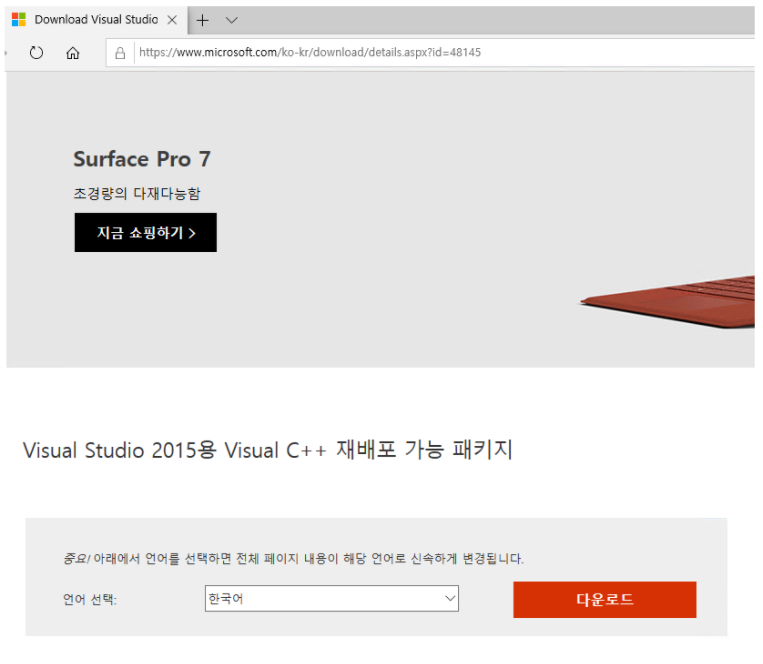 Download Visual Studio
https://www.microsoft.com/ko-kr/download/details.aspx?id=48145
Surface Pro 7
초경량의 다재다능함
지금 쇼핑하기 >
Visual Studio 2015용 Visual C++ 재배포 가능 패키지
중요! 아래에서 언어를 선택하면 전체 페이지 내용이 해당 언어로 신속하게 변경됩니다.
언어 선택: 한국어 다운로드